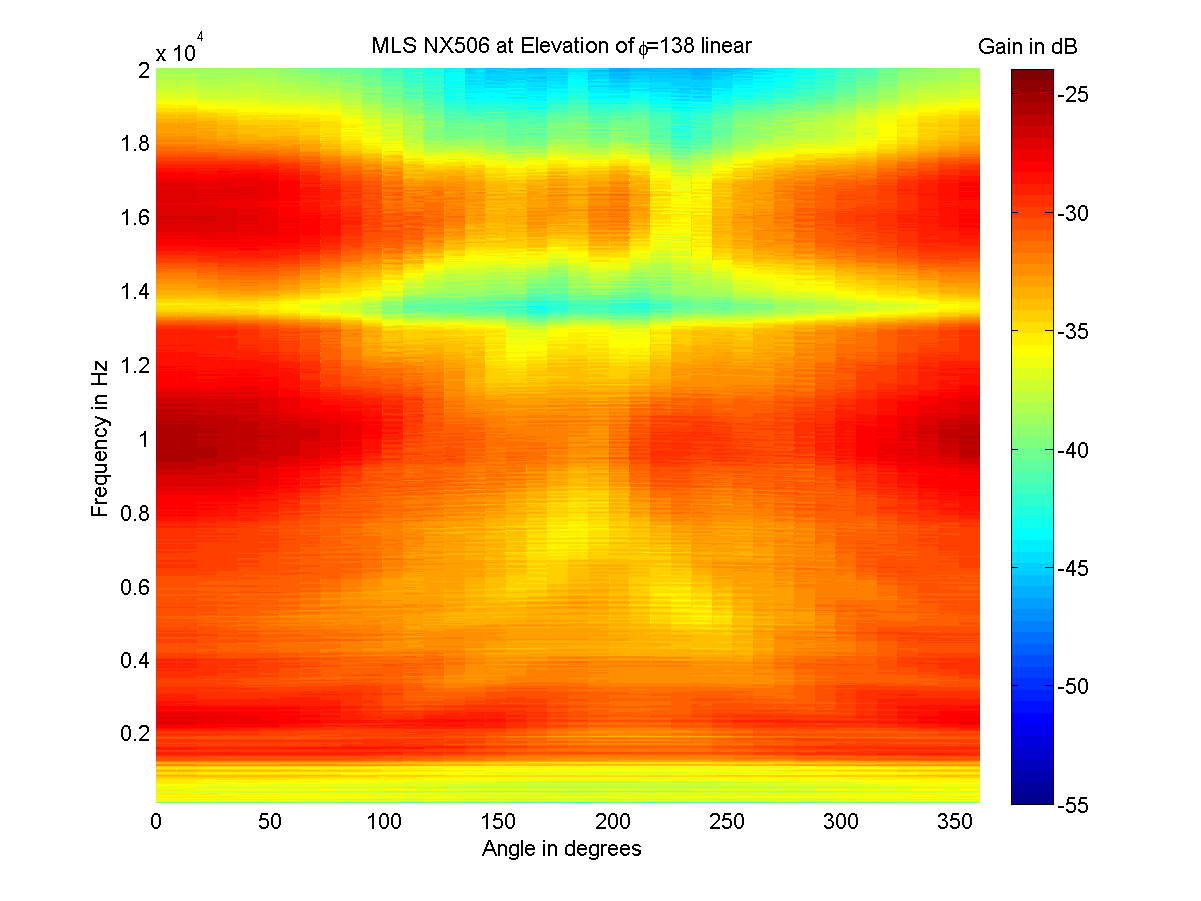 MLS NX506 at Elevation of ϕ=138 linear
Gain in dB
x 10^4
2
1.8
1.6
1.4
1.2
1
0.8
0.6
0.4
0.2
Frequency in Hz
0 50 100 150 200 250 300 350
Angle in degrees
-25
-30
-35
-40
-45
-50
-55